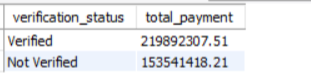 verification_status total_payment
Verified 219892307.51
Not Verified 153541418.21